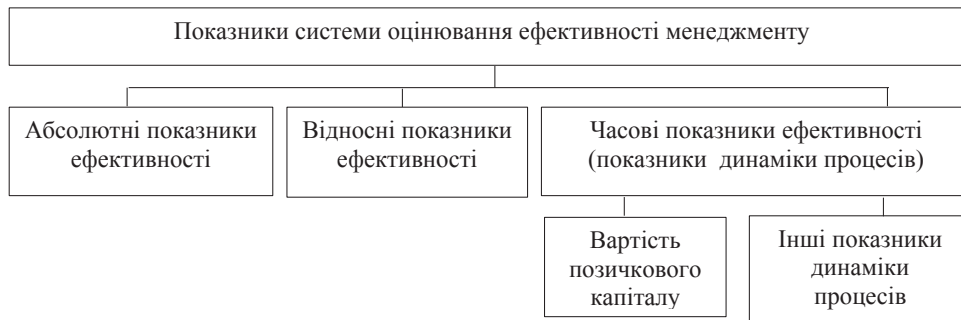 Показники системи оцінювання ефективності менеджменту
Абсолютні показники
ефективності
Відносні показники
ефективності
Часові показники ефективності
(показники динаміки процесів)
Вартість
позичкового
капіталу
Інші показники
динаміки
процесів